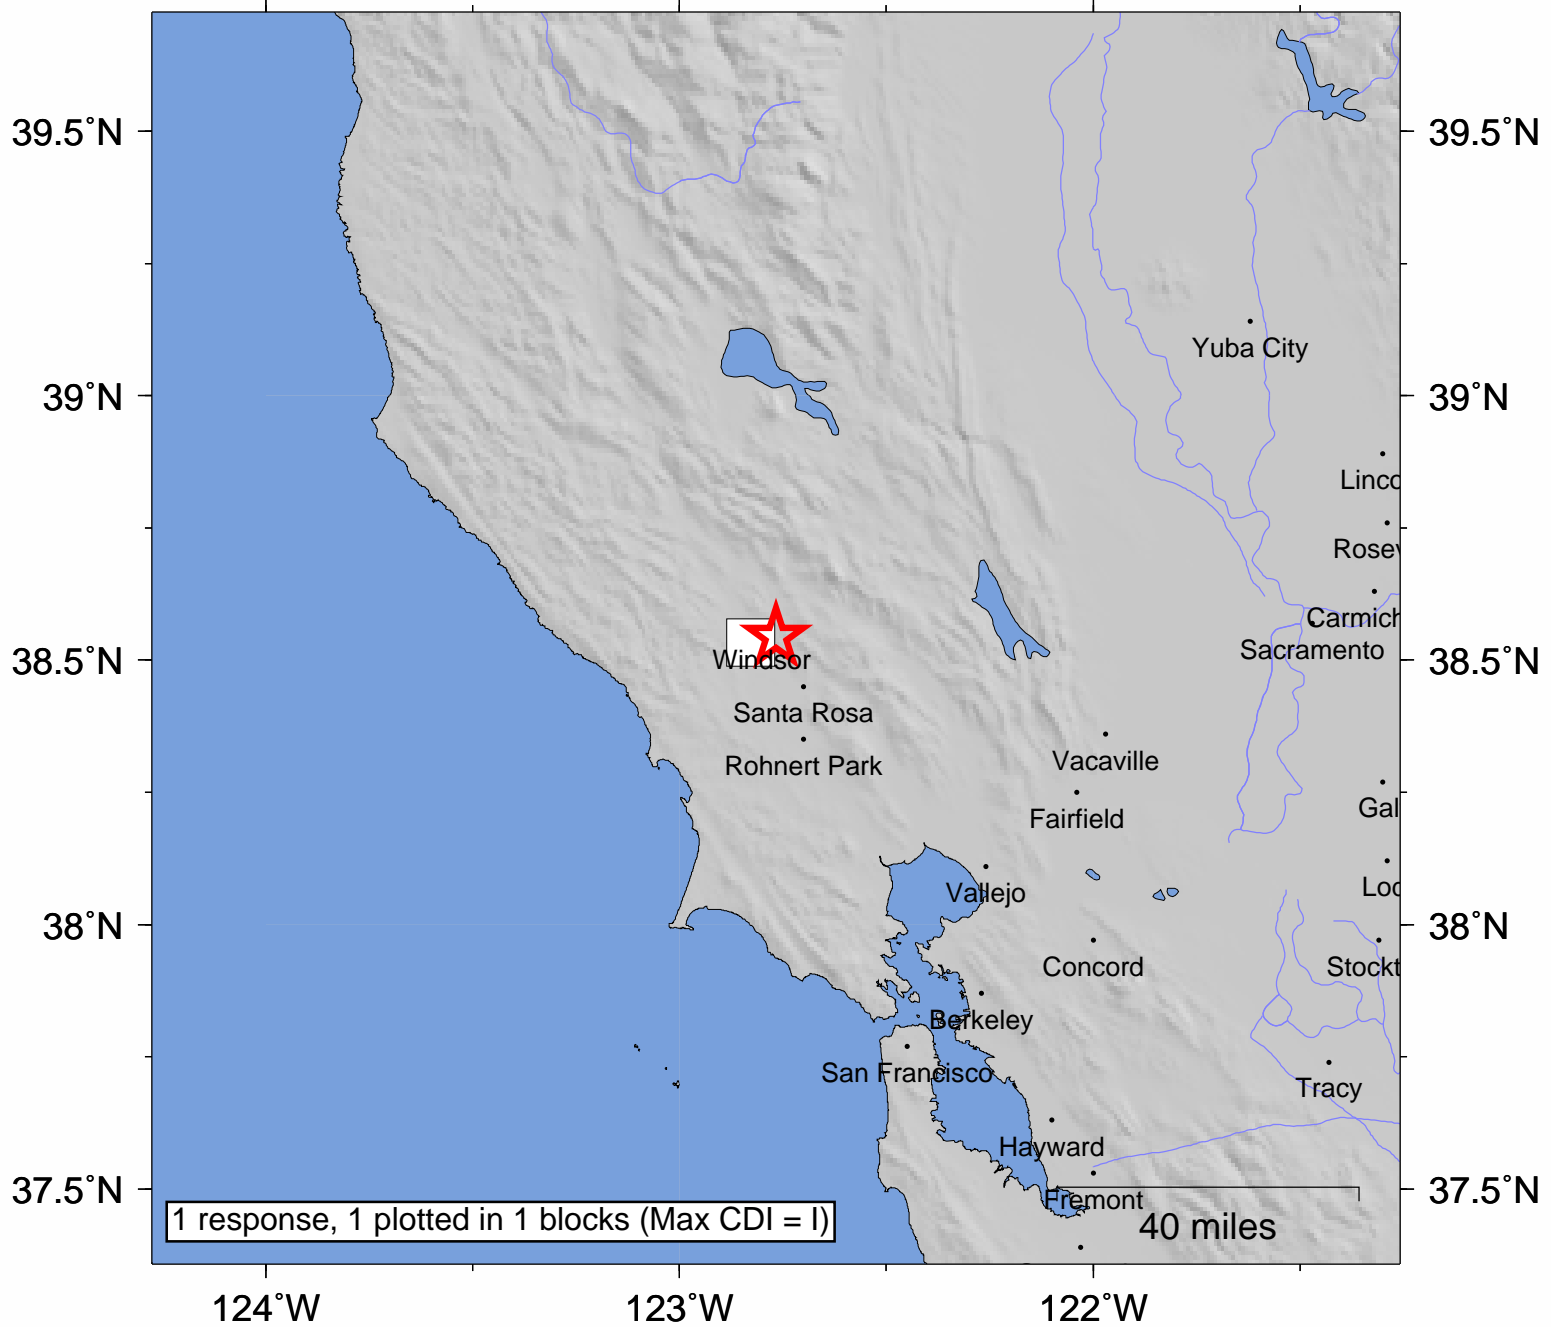 39.5°N
39.5°N
Yuba City
39°N
39°N
Linco
Rosev
Carmich
Sacramento
38.5°N
38.5°N
Windsor
Santa Rosa
Rohnert Park
Vacaville
Fairfield
Gal
Vallejo
Loc
38°N
38°N
Concord
Stockt
Berkeley
San Francisco
Tracy
Hayward
37.5°N
37.5°N
Fremont
1 response, 1 plotted in 1 blocks (Max CDI = I)
40 miles
124°W
123°W
122°W